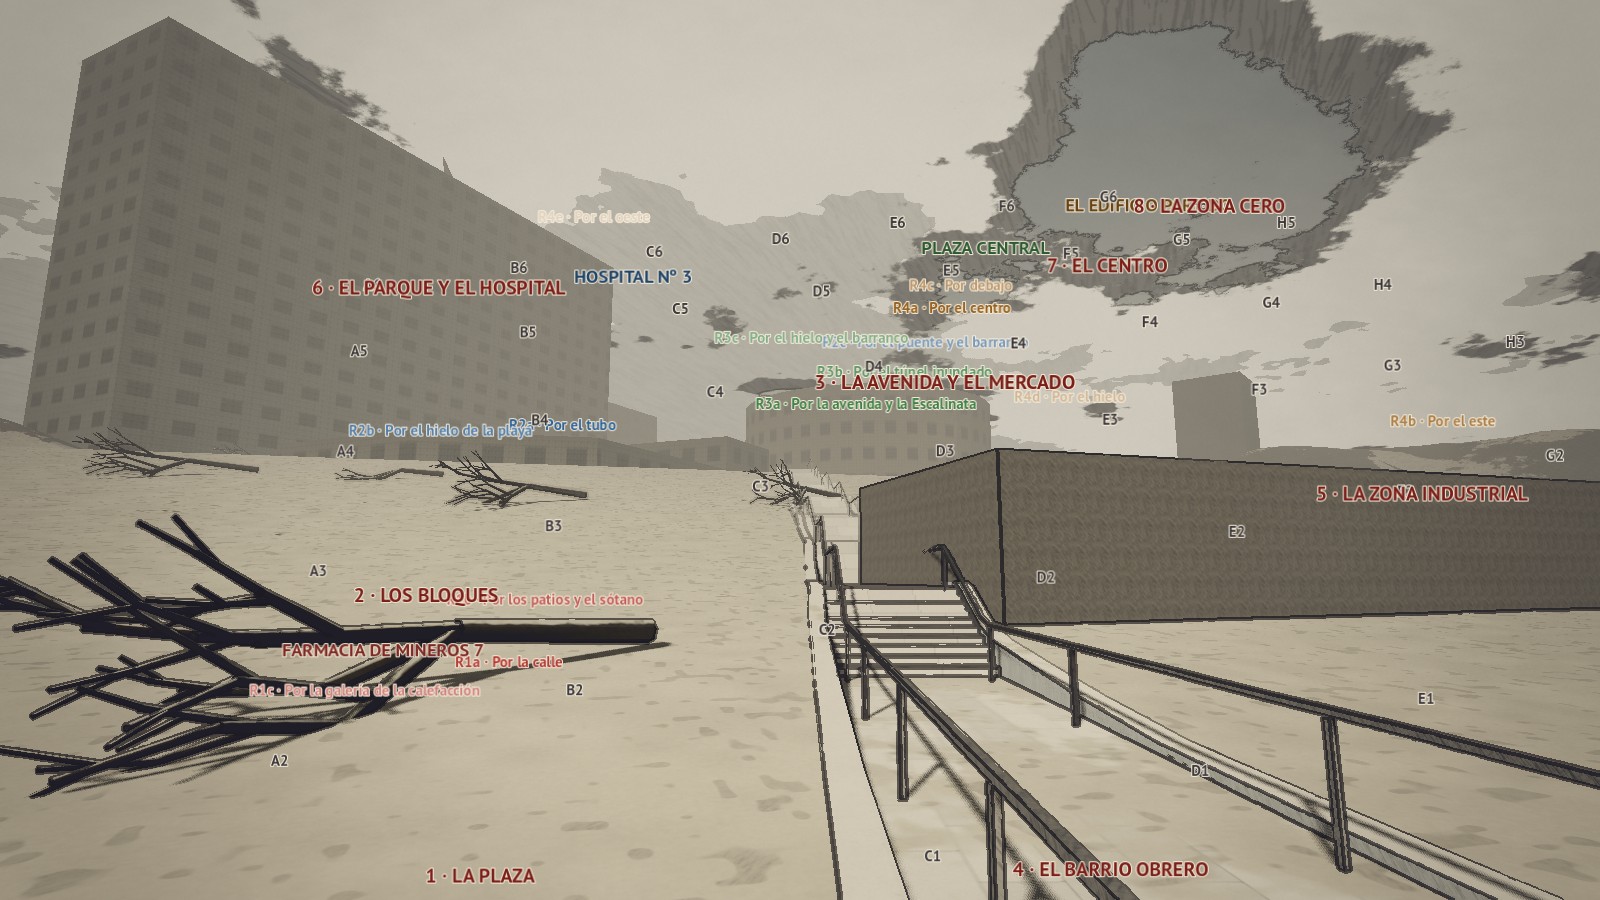 G6
R4e · Por el oeste
F6
8 · LA ZONA CERO
E6
H5
D6
G5
PLAZA CENTRAL
C6
F5
7 · EL CENTRO
B6
E5
HOSPITAL Nº 3
H4
R4c · Por debajo
6 · EL PARQUE Y EL HOSPITAL
D5
G4
C5
R4a · Por el centro
F4
B5
R3c · Por el hielo y el barranco
E4
H3
A5
D4
G3
3 · LA AVENIDA Y EL MERCADO
C4
F3
R4d · Por el hielo
R3a · Por la avenida y la Escalinata
E3
B4
R4b · Por el este
Por el tubo
R2b · Por el hielo de la playa
A4
D3
G2
C3
5 · LA ZONA INDUSTRIAL
B3
E2
A3
D2
2 · LOS BLOQUES
por los patios y el sótano
C2
FARMACIA DE MINEROS 7
R1a · Por la calle
R1c · Por la galería de la calefacción
B2
E1
A2
D1
C1
4 · EL BARRIO OBRERO
1 · LA PLAZA